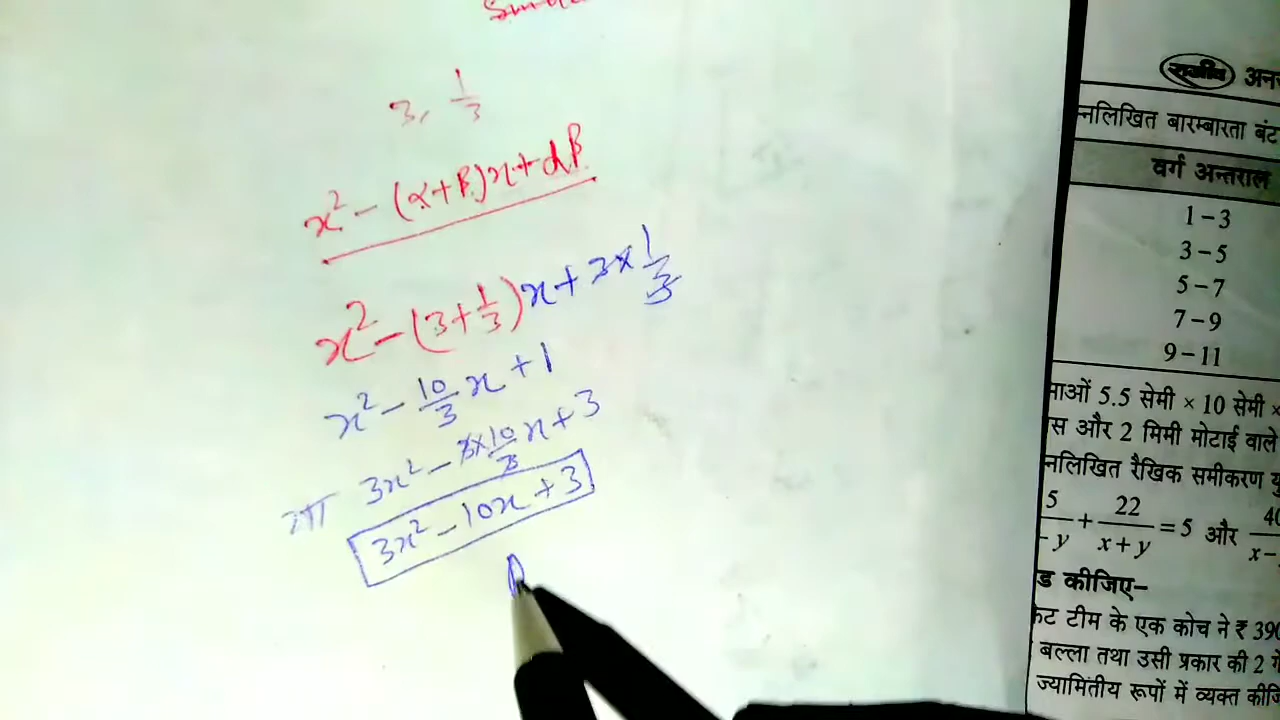 3, 1/3
x² - (α+β)x + αβ
x² - (3 + 1/3)x + 3 × 1/3
x² - 10/3 x + 1
या 3x² - 3×10/3 x + 3
3x² - 10x + 3
राजीव
नलिखित बारम्बारता बंट
वर्ग अन्तराल
1-3
3-5
5-7
7-9
9-11
माओं 5.5 सेमी × 10 सेमी ×
स और 2 मिमी मोटाई वाले
नलिखित रैखिक समीकरण यु
5/-y + 22/x+y = 5 और 40/x-
ड कीजिए-
केट टीम के एक कोच ने ₹ 390
बल्ला तथा उसी प्रकार की 2 गे
ज्यामितीय रूपों में व्यक्त कीजि